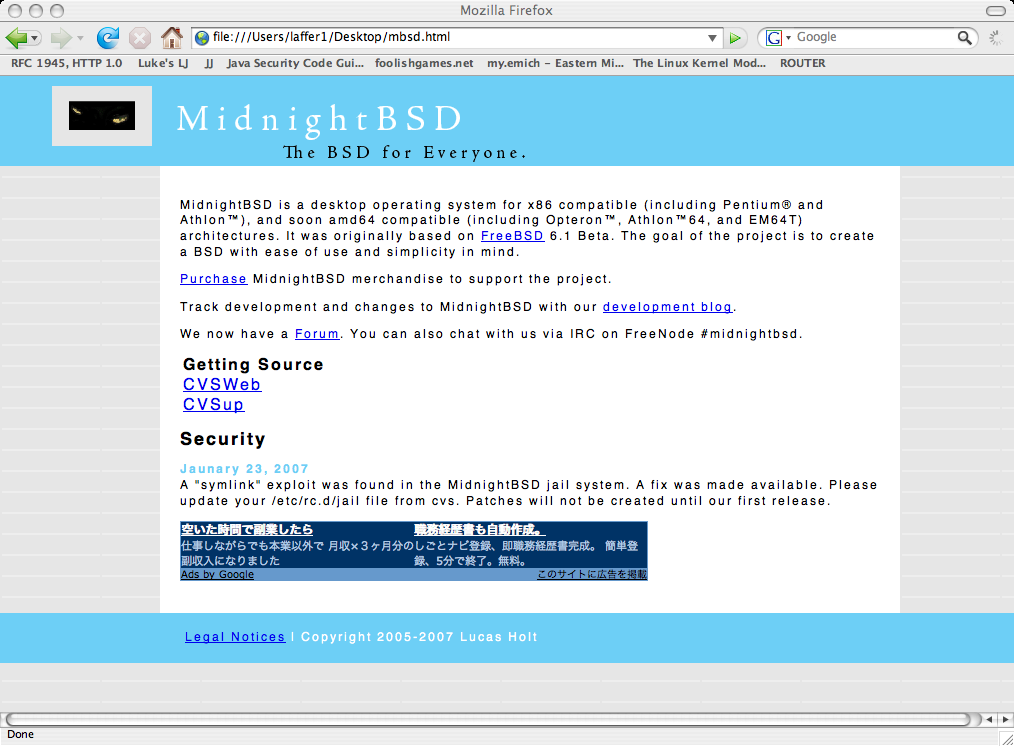 Mozilla Firefox
file:///Users/laffer1/Desktop/mbsd.html
Google
RFC 1945, HTTP 1.0 Luke's LJ JJ Java Security Code Gui... foolishgames.net my.emich - Eastern Mi... The Linux Kernel Mod... ROUTER
MidnightBSD
The BSD for Everyone.
MidnightBSD is a desktop operating system for x86 compatible (including Pentium® and
Athlon™), and soon amd64 compatible (including Opteron™, Athlon™64, and EM64T)
architectures. It was originally based on FreeBSD 6.1 Beta. The goal of the project is to create
a BSD with ease of use and simplicity in mind.
Purchase MidnightBSD merchandise to support the project.
Track development and changes to MidnightBSD with our development blog.
We now have a Forum. You can also chat with us via IRC on FreeNode #midnightbsd.
Getting Source
CVSWeb
CVSup
Security
Jaunary 23, 2007
A "symlink" exploit was found in the MidnightBSD jail system. A fix was made available. Please
update your /etc/rc.d/jail file from cvs. Patches will not be created until our first release.
空いた時間で副業したら
仕事しながらでも本業以外で 月収×３ヶ月分の
副収入になりました
職務経歴書も自動作成。
しごとナビ登録、即職務経歴書完成。 簡単登
録、5分で終了。無料。
Ads by Google
このサイトに広告を掲載
Legal Notices | Copyright 2005-2007 Lucas Holt
Done